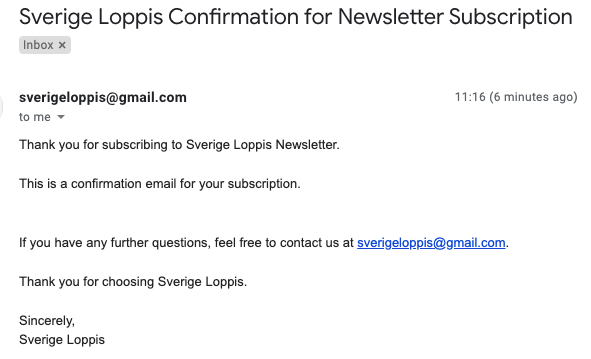 Sverige Loppis Confirmation for Newsletter Subscription
Inbox ×
sverigeloppis@gmail.com 11:16 (6 minutes ago)
to me
Thank you for subscribing to Sverige Loppis Newsletter.
This is a confirmation email for your subscription.
If you have any further questions, feel free to contact us at sverigeloppis@gmail.com.
Thank you for choosing Sverige Loppis.
Sincerely,
Sverige Loppis